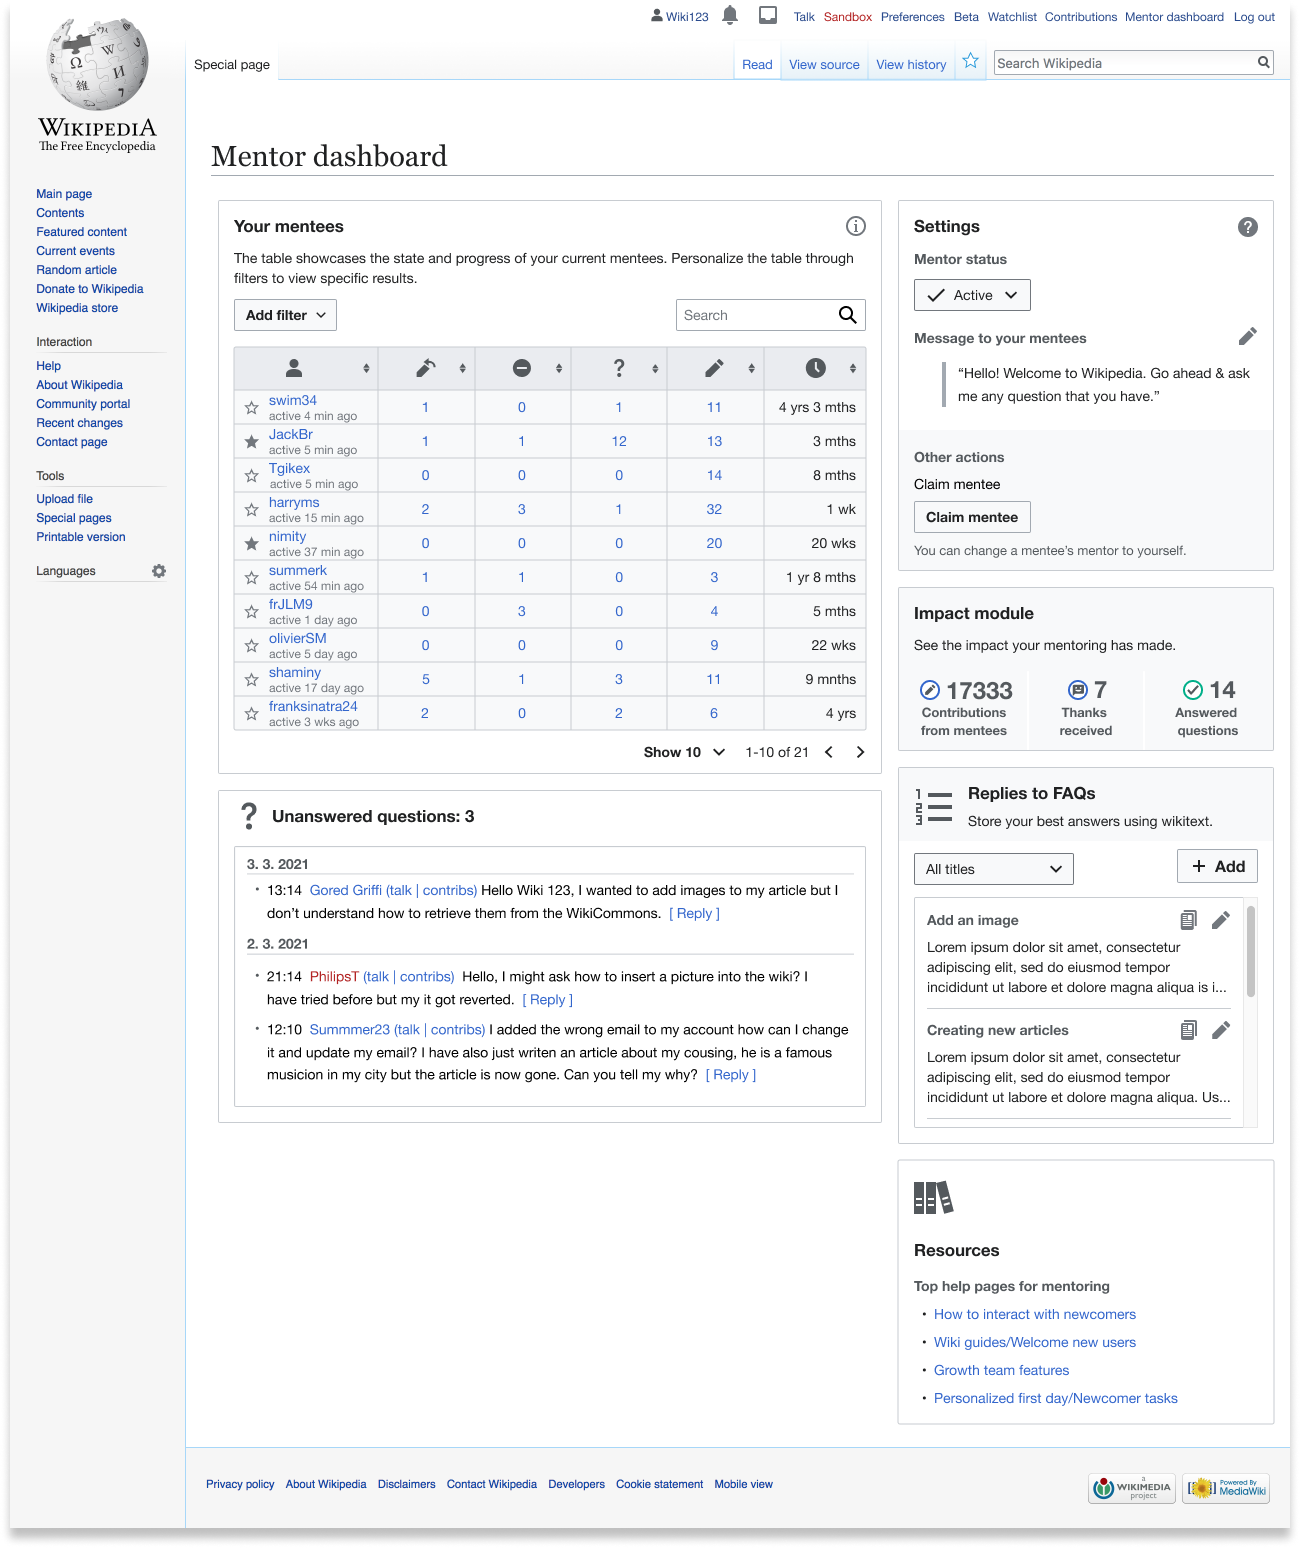 Wiki123 Talk Sandbox Preferences Beta Watchlist Contributions Mentor dashboard Log out
Special page Read View source View history Search Wikipedia
WIKIPEDIA
The Free Encyclopedia
Main page
Contents
Featured content
Current events
Random article
Donate to Wikipedia
Wikipedia store
Interaction
Help
About Wikipedia
Community portal
Recent changes
Contact page
Tools
Upload file
Special pages
Printable version
Languages
Mentor dashboard
Your mentees
The table showcases the state and progress of your current mentees. Personalize the table through
filters to view specific results.
Add filter Search
swim34 1 0 1 11 4 yrs 3 mths
active 4 min ago
JackBr 1 1 12 13 3 mths
active 5 min ago
Tgikex 0 0 0 14 8 mths
active 5 min ago
harryms 2 3 1 32 1 wk
active 15 min ago
nimity 0 0 0 20 20 wks
active 37 min ago
summerk 1 1 0 3 1 yr 8 mths
active 54 min ago
frJLM9 0 3 0 4 5 mths
active 1 day ago
olivierSM 0 0 0 9 22 wks
active 5 day ago
shaminy 5 1 3 11 9 mnths
active 17 day ago
franksinatra24 2 0 2 6 4 yrs
active 3 wks ago
Show 10 1-10 of 21
Unanswered questions: 3
3. 3. 2021
• 13:14 Gored Griffi (talk | contribs) Hello Wiki 123, I wanted to add images to my article but I
don’t understand how to retrieve them from the WikiCommons. [ Reply ]
2. 3. 2021
• 21:14 PhilipsT (talk | contribs) Hello, I might ask how to insert a picture into the wiki? I
have tried before but my it got reverted. [ Reply ]
• 12:10 Summmer23 (talk | contribs) I added the wrong email to my account how can I change
it and update my email? I have also just writen an article about my cousing, he is a famous
musicion in my city but the article is now gone. Can you tell my why? [ Reply ]
Settings
Mentor status
Active
Message to your mentees
“Hello! Welcome to Wikipedia. Go ahead & ask
me any question that you have.”
Other actions
Claim mentee
Claim mentee
You can change a mentee’s mentor to yourself.
Impact module
See the impact your mentoring has made.
17333 7 14
Contributions Thanks Answered
from mentees received questions
Replies to FAQs
Store your best answers using wikitext.
All titles + Add
Add an image
Lorem ipsum dolor sit amet, consectetur
adipiscing elit, sed do eiusmod tempor
incididunt ut labore et dolore magna aliqua is i...
Creating new articles
Lorem ipsum dolor sit amet, consectetur
adipiscing elit, sed do eiusmod tempor
incididunt ut labore et dolore magna aliqua. Us...
Resources
Top help pages for mentoring
• How to interact with newcomers
• Wiki guides/Welcome new users
• Growth team features
• Personalized first day/Newcomer tasks
Privacy policy About Wikipedia Disclaimers Contact Wikipedia Developers Cookie statement Mobile view
a
WIKIMEDIA
project
Powered By
MediaWiki